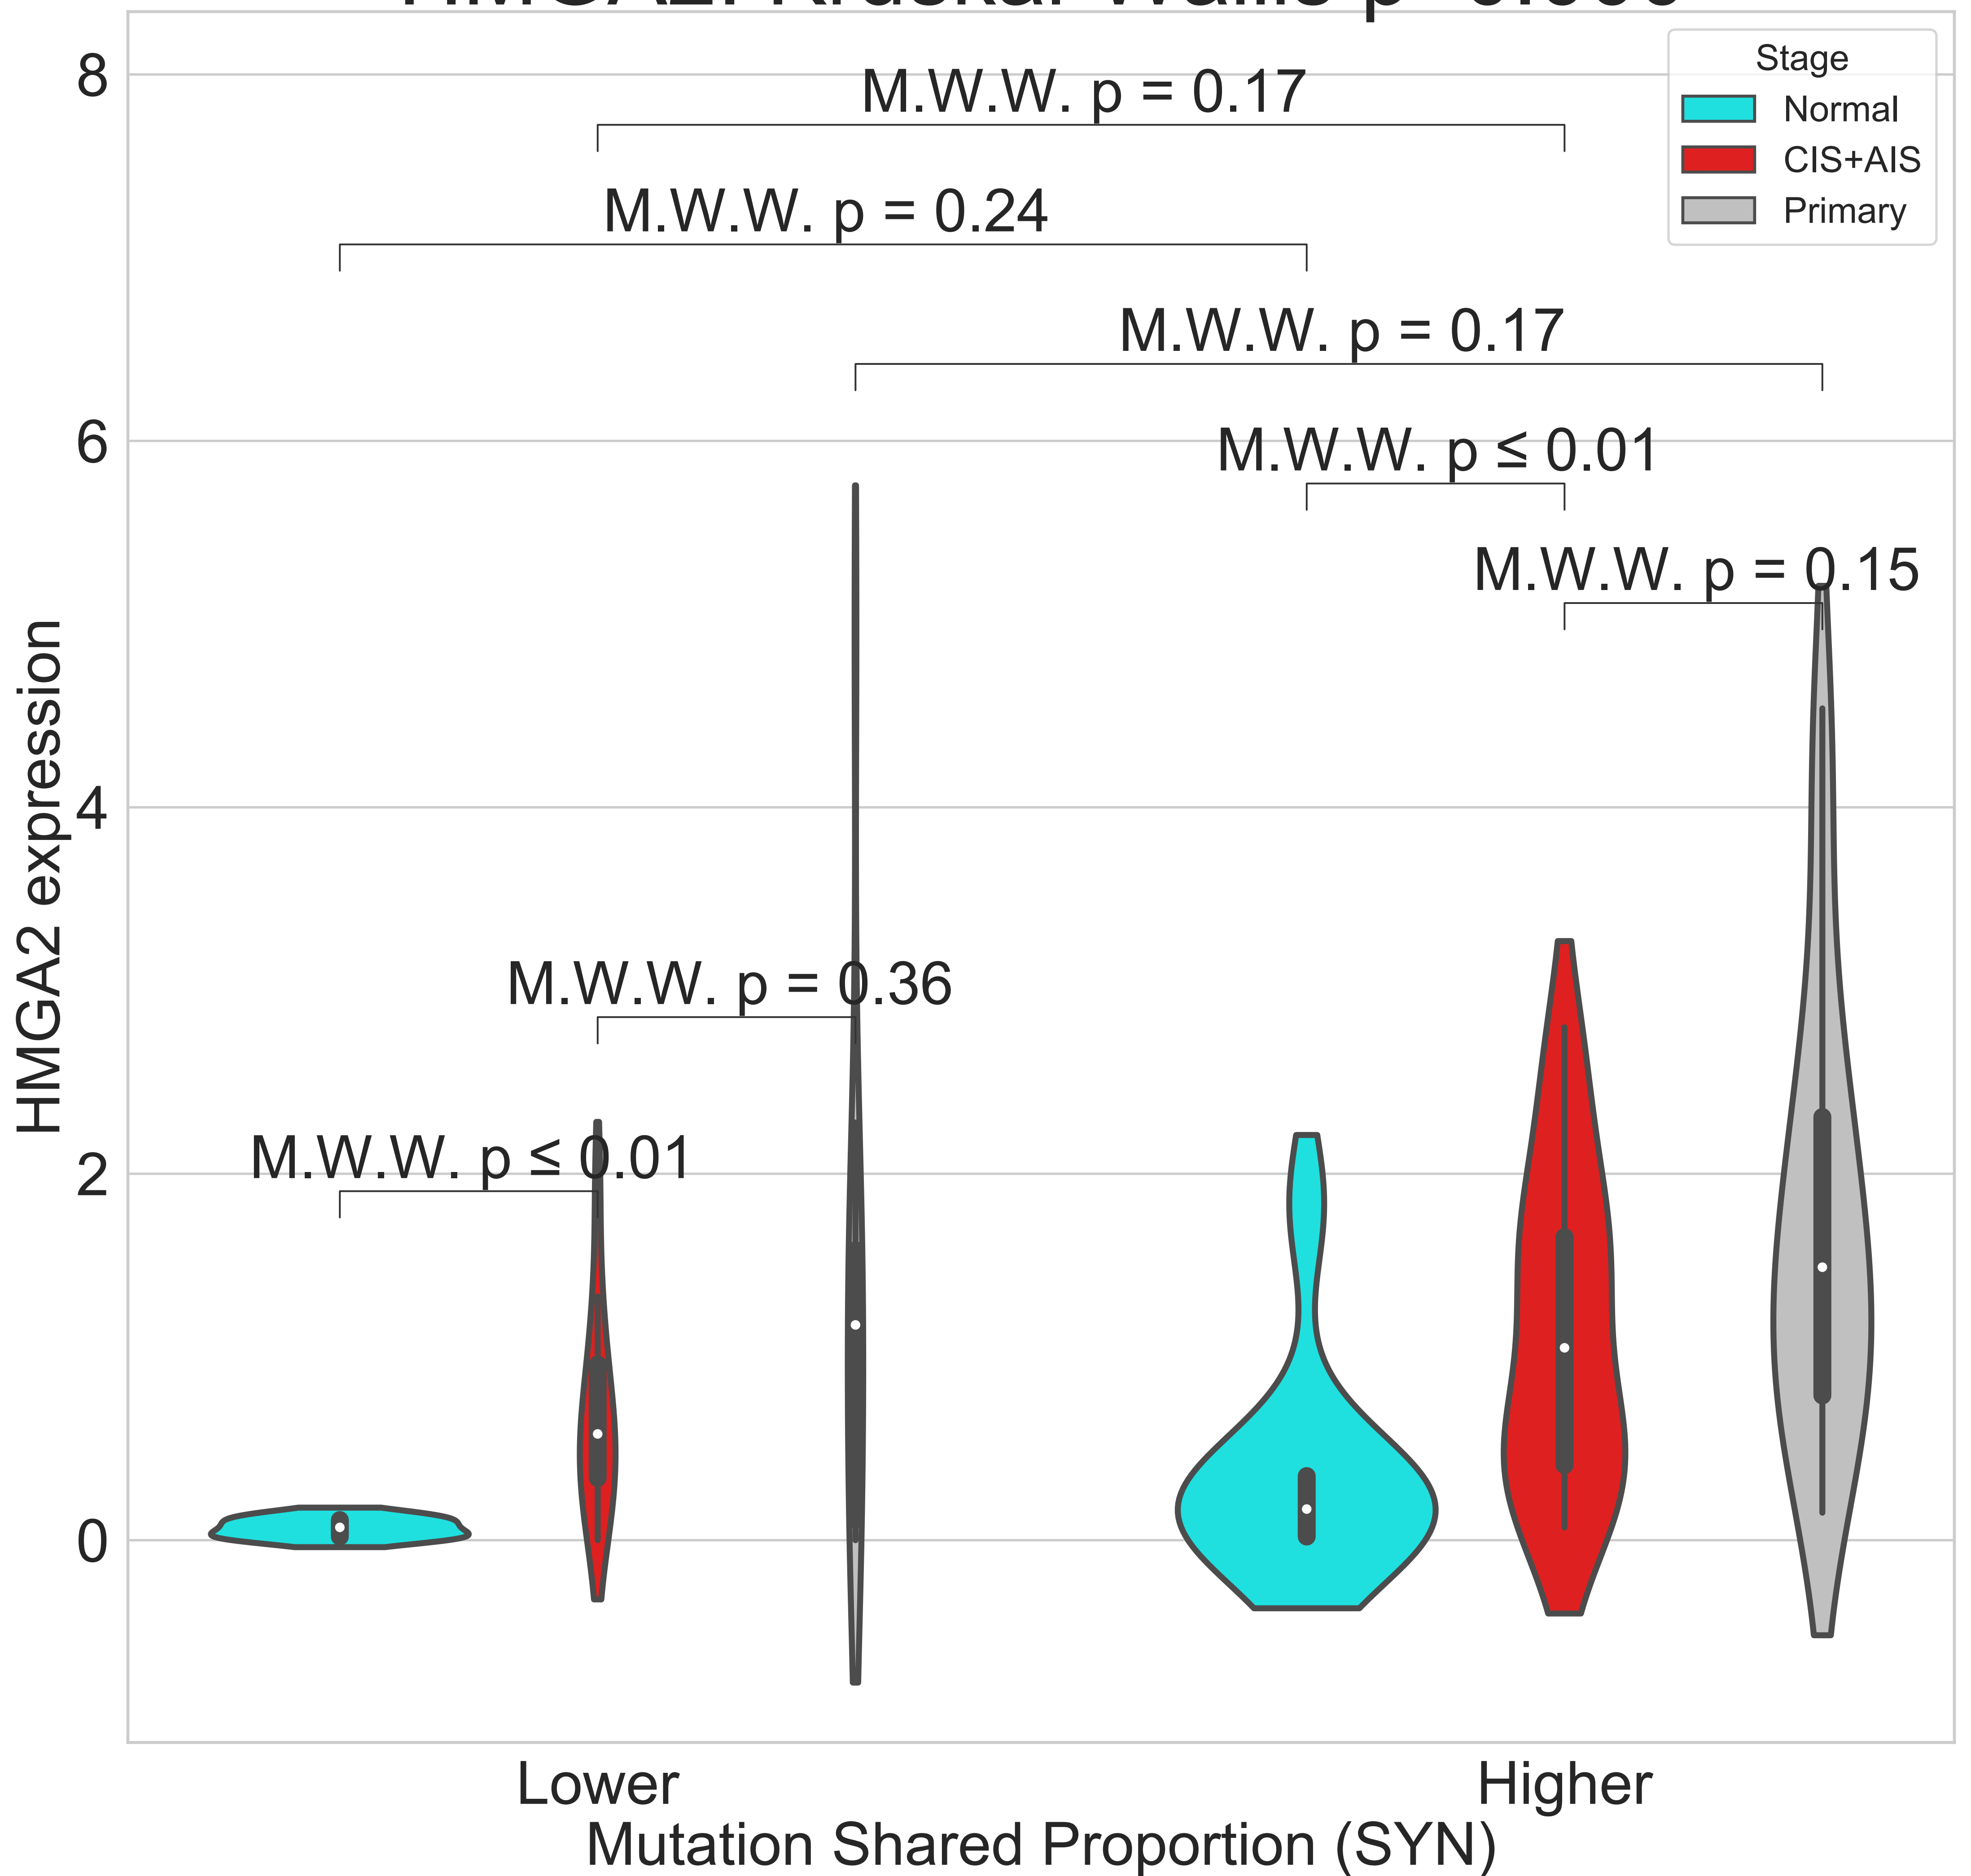 8
6
4
2
0
HMGA2 expression
M.W.W. p = 0.17
M.W.W. p = 0.24
M.W.W. p = 0.17
M.W.W. p ≤ 0.01
M.W.W. p = 0.15
M.W.W. p = 0.36
M.W.W. p ≤ 0.01
Stage
Normal
CIS+AIS
Primary
Lower
Higher
Mutation Shared Proportion (SYN)